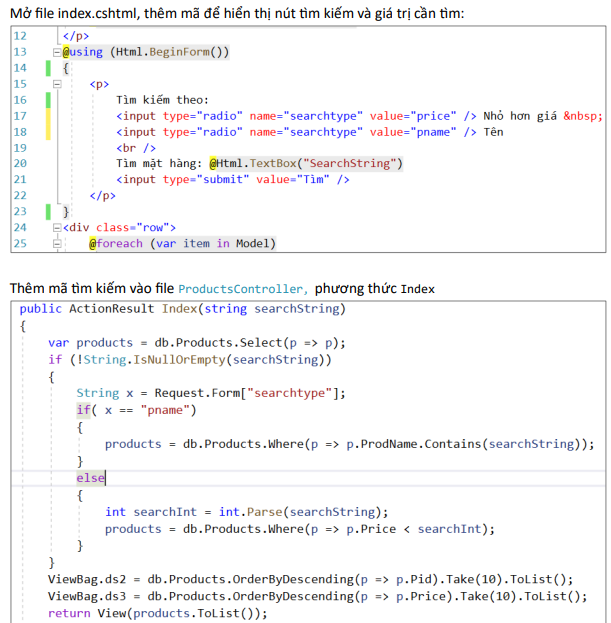 Mở file index.cshtml, thêm mã để hiển thị nút tìm kiếm và giá trị cần tìm:
12 </p>
13 @using (Html.BeginForm())
14 {
15 <p>
16 Tìm kiếm theo:
17 <input type="radio" name="searchtype" value="price" /> Nhỏ hơn giá &nbsp;
18 <input type="radio" name="searchtype" value="pname" /> Tên
19 <br />
20 Tìm mặt hàng: @Html.TextBox("SearchString")
21 <input type="submit" value="Tìm" />
22 </p>
23 }
24 <div class="row">
25 @foreach (var item in Model)
Thêm mã tìm kiếm vào file ProductsController, phương thức Index
public ActionResult Index(string searchString)
{
var products = db.Products.Select(p => p);
if (!String.IsNullOrEmpty(searchString))
{
String x = Request.Form["searchtype"];
if( x == "pname")
{
products = db.Products.Where(p => p.ProdName.Contains(searchString));
}
else
{
int searchInt = int.Parse(searchString);
products = db.Products.Where(p => p.Price < searchInt);
}
}
ViewBag.ds2 = db.Products.OrderByDescending(p => p.Pid).Take(10).ToList();
ViewBag.ds3 = db.Products.OrderByDescending(p => p.Price).Take(10).ToList();
return View(products.ToList());